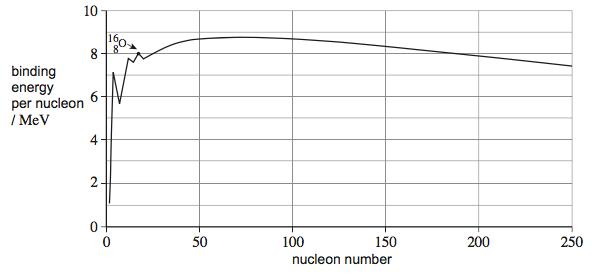 10
8
6
4
2
0
binding
energy
per nucleon
/ MeV
16
8 O
0 50 100 150 200 250
nucleon number